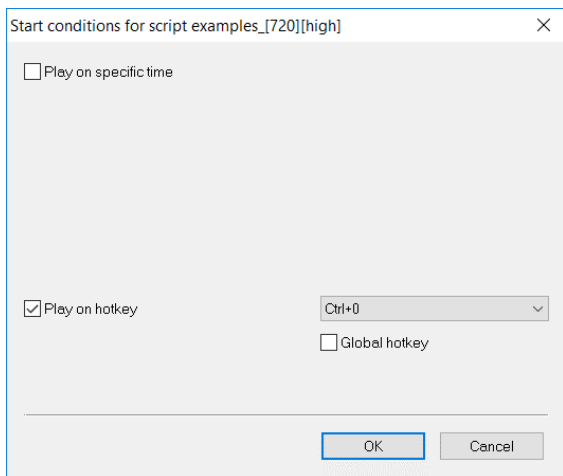 Start conditions for script examples_[720][high]
Play on specific time
Play on hotkey
Ctrl+0
Global hotkey
OK
Cancel